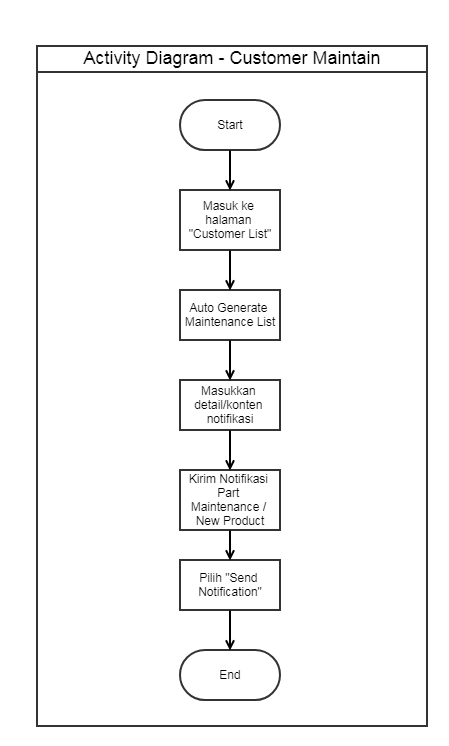 Activity Diagram - Customer Maintain
Start
Masuk ke
halaman
"Customer List"
Auto Generate
Maintenance List
Masukkan
detail/konten
notifikasi
Kirim Notifikasi
Part
Maintenance /
New Product
Pilih "Send
Notification"
End